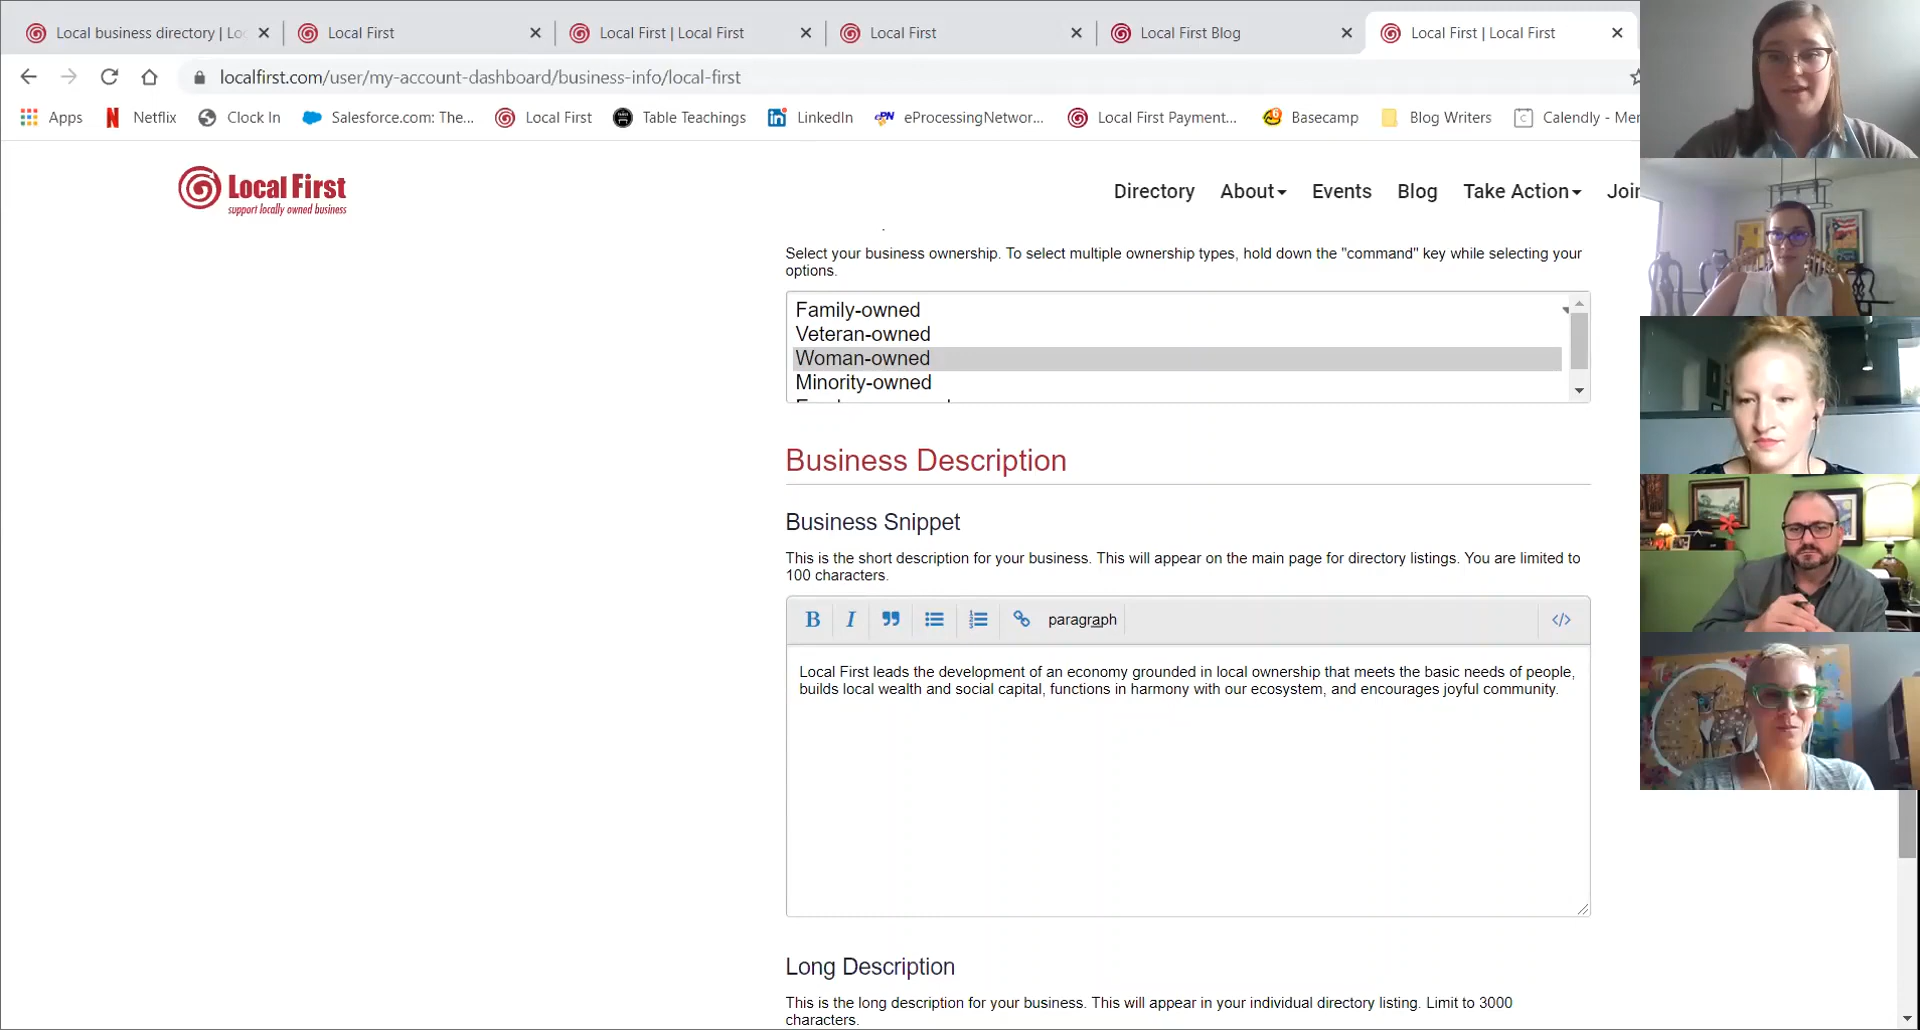 Local business directory | Lo
Local First
Local First | Local First
Local First
Local First Blog
Local First | Local First
localfirst.com/user/my-account-dashboard/business-info/local-first
Apps
Netflix
Clock In
Salesforce.com: The...
Local First
Table Teachings
LinkedIn
eProcessingNetwor...
Local First Payment...
Basecamp
Blog Writers
Calendly - Mer
Local First
support locally owned business
Directory
About
Events
Blog
Take Action
Join
Select your business ownership. To select multiple ownership types, hold down the "command" key while selecting your
options.
Family-owned
Veteran-owned
Woman-owned
Minority-owned
Business Description
Business Snippet
This is the short description for your business. This will appear on the main page for directory listings. You are limited to
100 characters.
B I paragraph </>
Local First leads the development of an economy grounded in local ownership that meets the basic needs of people,
builds local wealth and social capital, functions in harmony with our ecosystem, and encourages joyful community.
Long Description
This is the long description for your business. This will appear in your individual directory listing. Limit to 3000
characters.